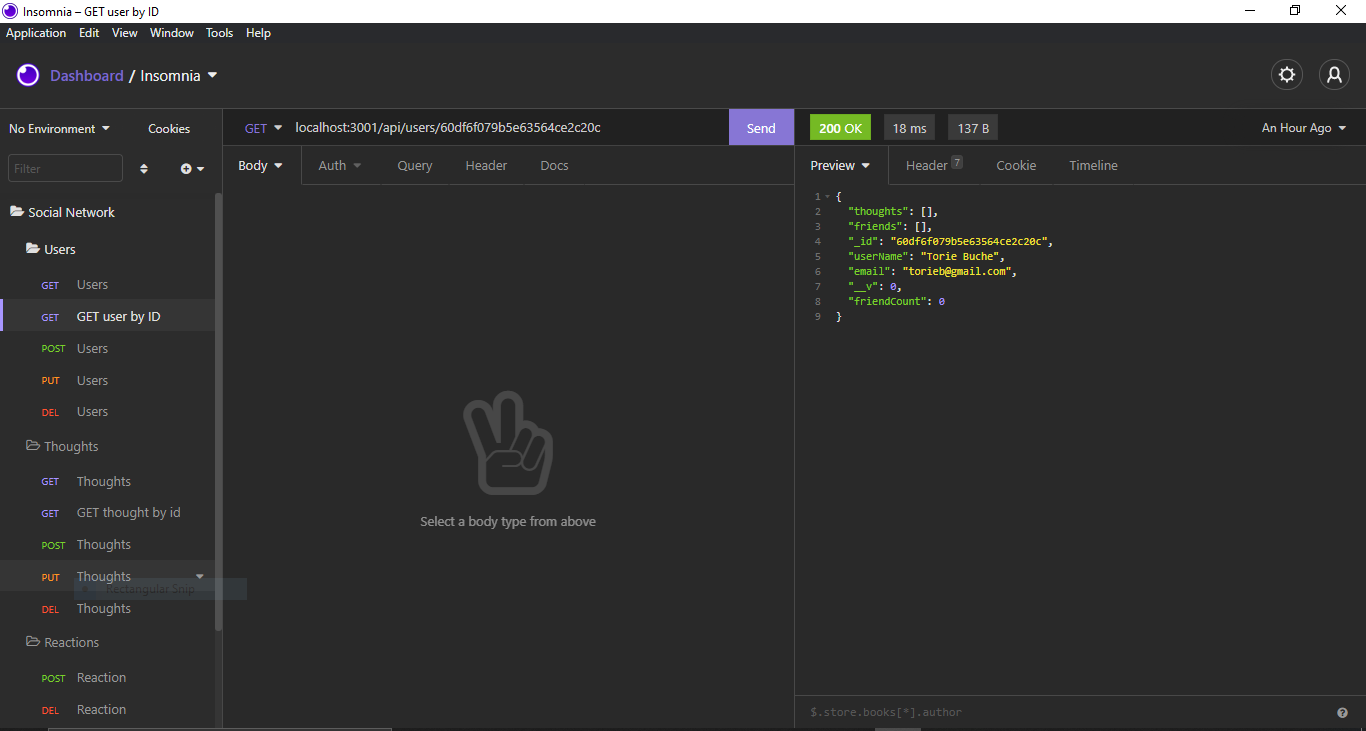 Insomnia – GET user by ID
Application Edit View Window Tools Help
Dashboard / Insomnia
No Environment Cookies
Filter
Social Network
Users
GET Users
GET GET user by ID
POST Users
PUT Users
DEL Users
Thoughts
GET Thoughts
GET GET thought by id
POST Thoughts
PUT Thoughts
Rectangular Snip
DEL Thoughts
Reactions
POST Reaction
DEL Reaction
GET localhost:3001/api/users/60df6f079b5e63564ce2c20c Send
Body Auth Query Header Docs
Select a body type from above
200 OK 18 ms 137 B An Hour Ago
Preview Header 7 Cookie Timeline
1 {
2 "thoughts": [],
3 "friends": [],
4 "_id": "60df6f079b5e63564ce2c20c",
5 "userName": "Torie Buche",
6 "email": "torieb@gmail.com",
7 "__v": 0,
8 "friendCount": 0
9 }
$.store.books[*].author